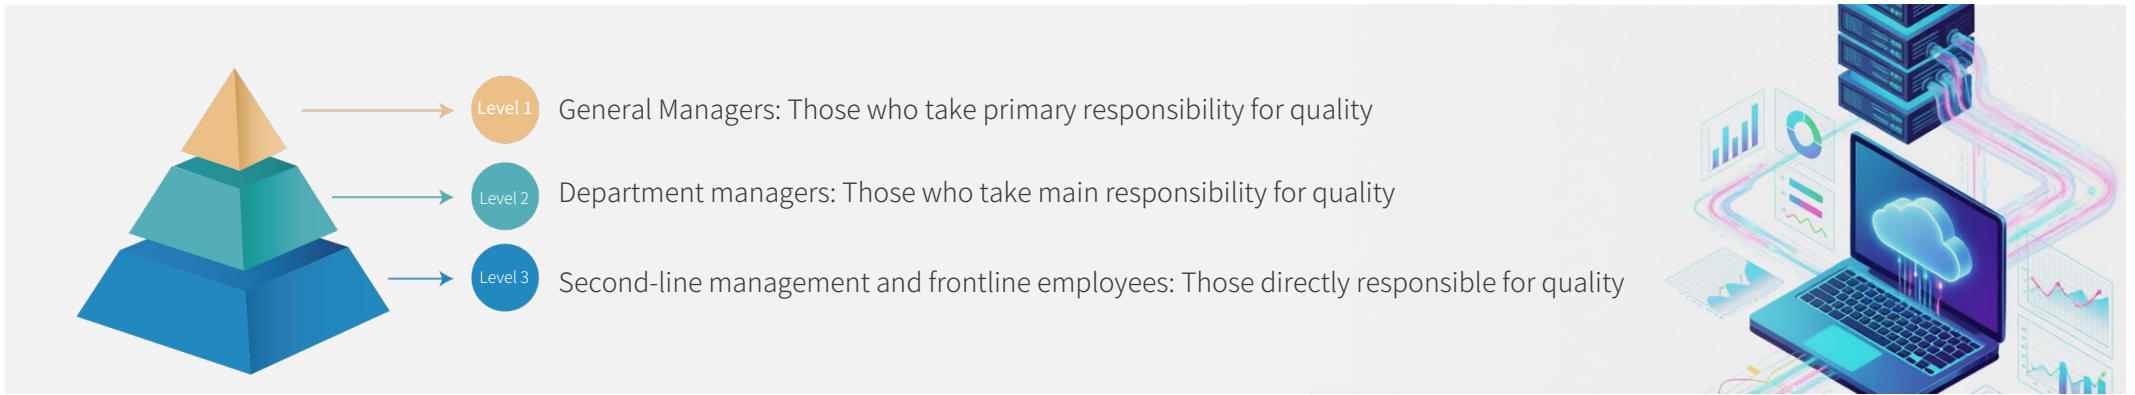 Level 1
General Managers: Those who take primary responsibility for quality
Level 2
Department managers: Those who take main responsibility for quality
Level 3
Second-line management and frontline employees: Those directly responsible for quality